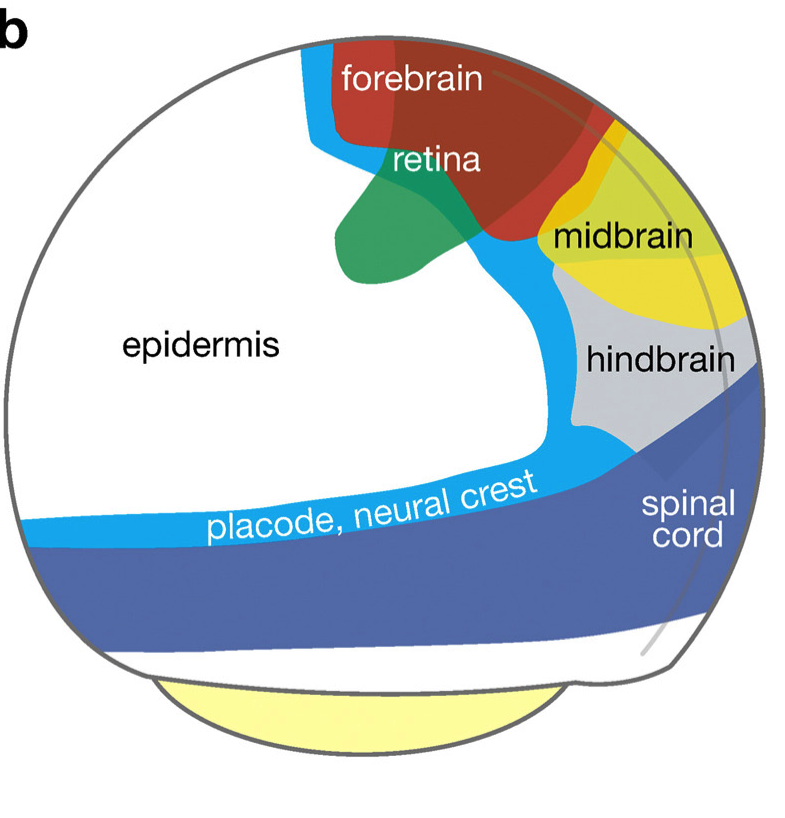 b
forebrain
retina
midbrain
epidermis
hindbrain
placode, neural crest
spinal
cord